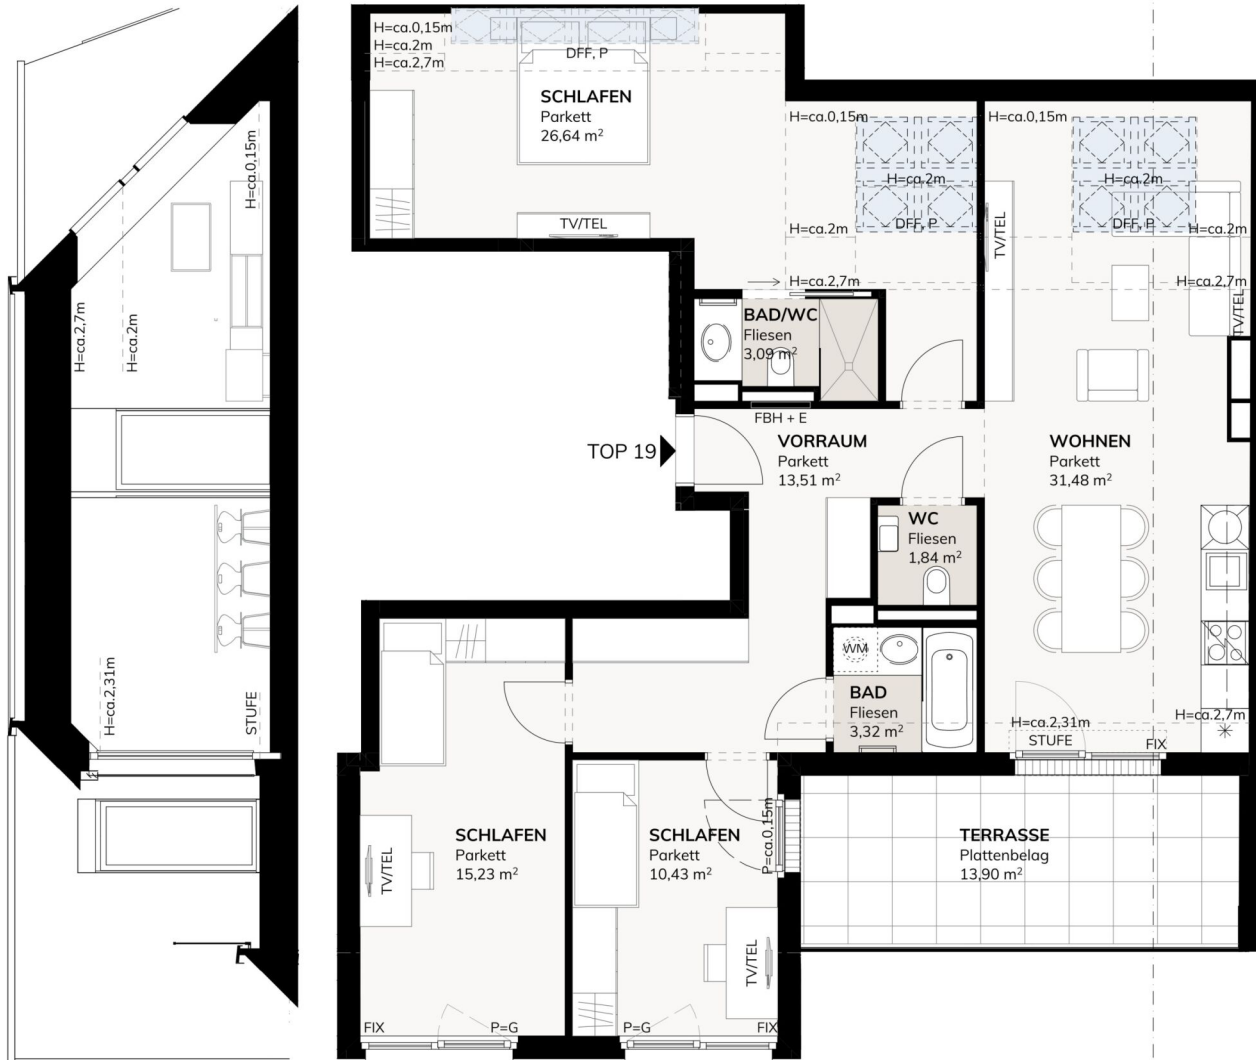 H=ca.0,15m
H=ca.2m
H=ca.2,7m
DFF, P
SCHLAFEN
Parkett
26,64 m²
TV/TEL
H=ca.0,15m
H=ca.2m
DFF, P
H=ca.2m
H=ca.2,7m
H=ca.0,15m
H=ca.2m
DFF, P
H=ca.2m
H=ca.2,7m
TV/TEL
TV/TEL
H=ca.0,15m
H=ca.2,7m
H=ca.2m
BAD/WC
Fliesen
3,09 m²
FBH + E
TOP 19
VORRAUM
Parkett
13,51 m²
WOHNEN
Parkett
31,48 m²
WC
Fliesen
1,84 m²
WM
BAD
Fliesen
3,32 m²
H=ca.2,31m
STUFE
H=ca.2,31m
STUFE
FIX
H=ca.2,7m
SCHLAFEN
Parkett
15,23 m²
TV/TEL
FIX
P=G
SCHLAFEN
Parkett
10,43 m²
P=ca.0,15m
TV/TEL
P=G
FIX
TERRASSE
Plattenbelag
13,90 m²